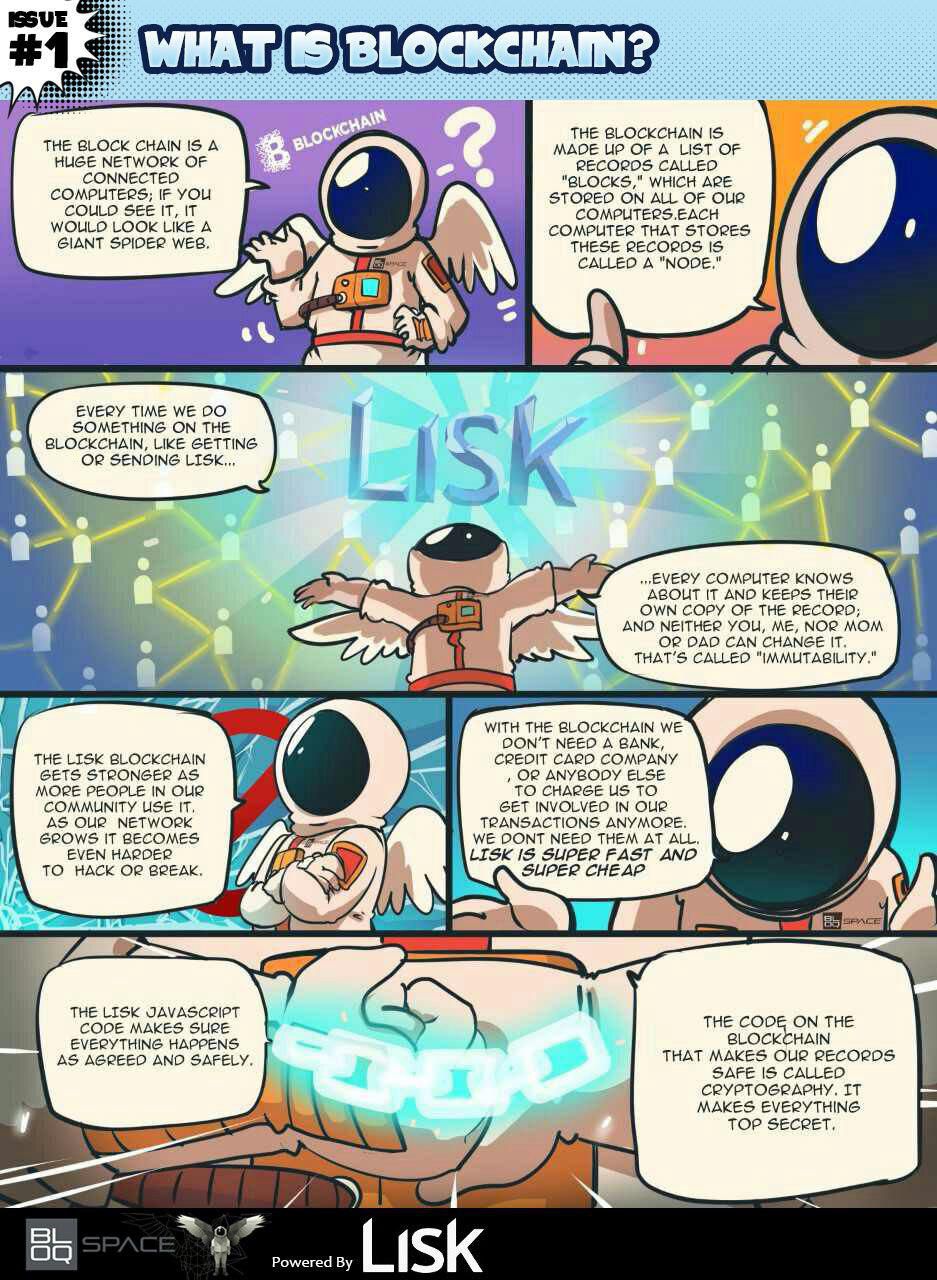 ISSUE
#1
WHAT IS BLOCKCHAIN?
THE BLOCK CHAIN IS A
HUGE NETWORK OF
CONNECTED
COMPUTERS; IF YOU
COULD SEE IT, IT
WOULD LOOK LIKE A
GIANT SPIDER WEB.
B BLOCKCHAIN
?
BLOQ SPACE
THE BLOCKCHAIN IS
MADE UP OF A LIST OF
RECORDS CALLED
"BLOCKS," WHICH ARE
STORED ON ALL OF OUR
COMPUTERS.EACH
COMPUTER THAT STORES
THESE RECORDS IS
CALLED A "NODE."
EVERY TIME WE DO
SOMETHING ON THE
BLOCKCHAIN, LIKE GETTING
OR SENDING LISK...
LISK
...EVERY COMPUTER KNOWS
ABOUT IT AND KEEPS THEIR
OWN COPY OF THE RECORD;
AND NEITHER YOU, ME, NOR MOM
OR DAD CAN CHANGE IT.
THAT'S CALLED "IMMUTABILITY."
THE LISK BLOCKCHAIN
GETS STRONGER AS
MORE PEOPLE IN OUR
COMMUNITY USE IT.
AS OUR NETWORK
GROWS IT BECOMES
EVEN HARDER
TO HACK OR BREAK.
WITH THE BLOCKCHAIN WE
DON'T NEED A BANK,
CREDIT CARD COMPANY
, OR ANYBODY ELSE
TO CHARGE US TO
GET INVOLVED IN OUR
TRANSACTIONS ANYMORE.
WE DONT NEED THEM AT ALL.
LISK IS SUPER FAST AND
SUPER CHEAP
BLOQ SPACE
THE LISK JAVASCRIPT
CODE MAKES SURE
EVERYTHING HAPPENS
AS AGREED AND SAFELY.
THE CODE ON THE
BLOCKCHAIN
THAT MAKES OUR RECORDS
SAFE IS CALLED
CRYPTOGRAPHY. IT
MAKES EVERYTHING
TOP SECRET.
BLOQ SPACE
Powered By LISK